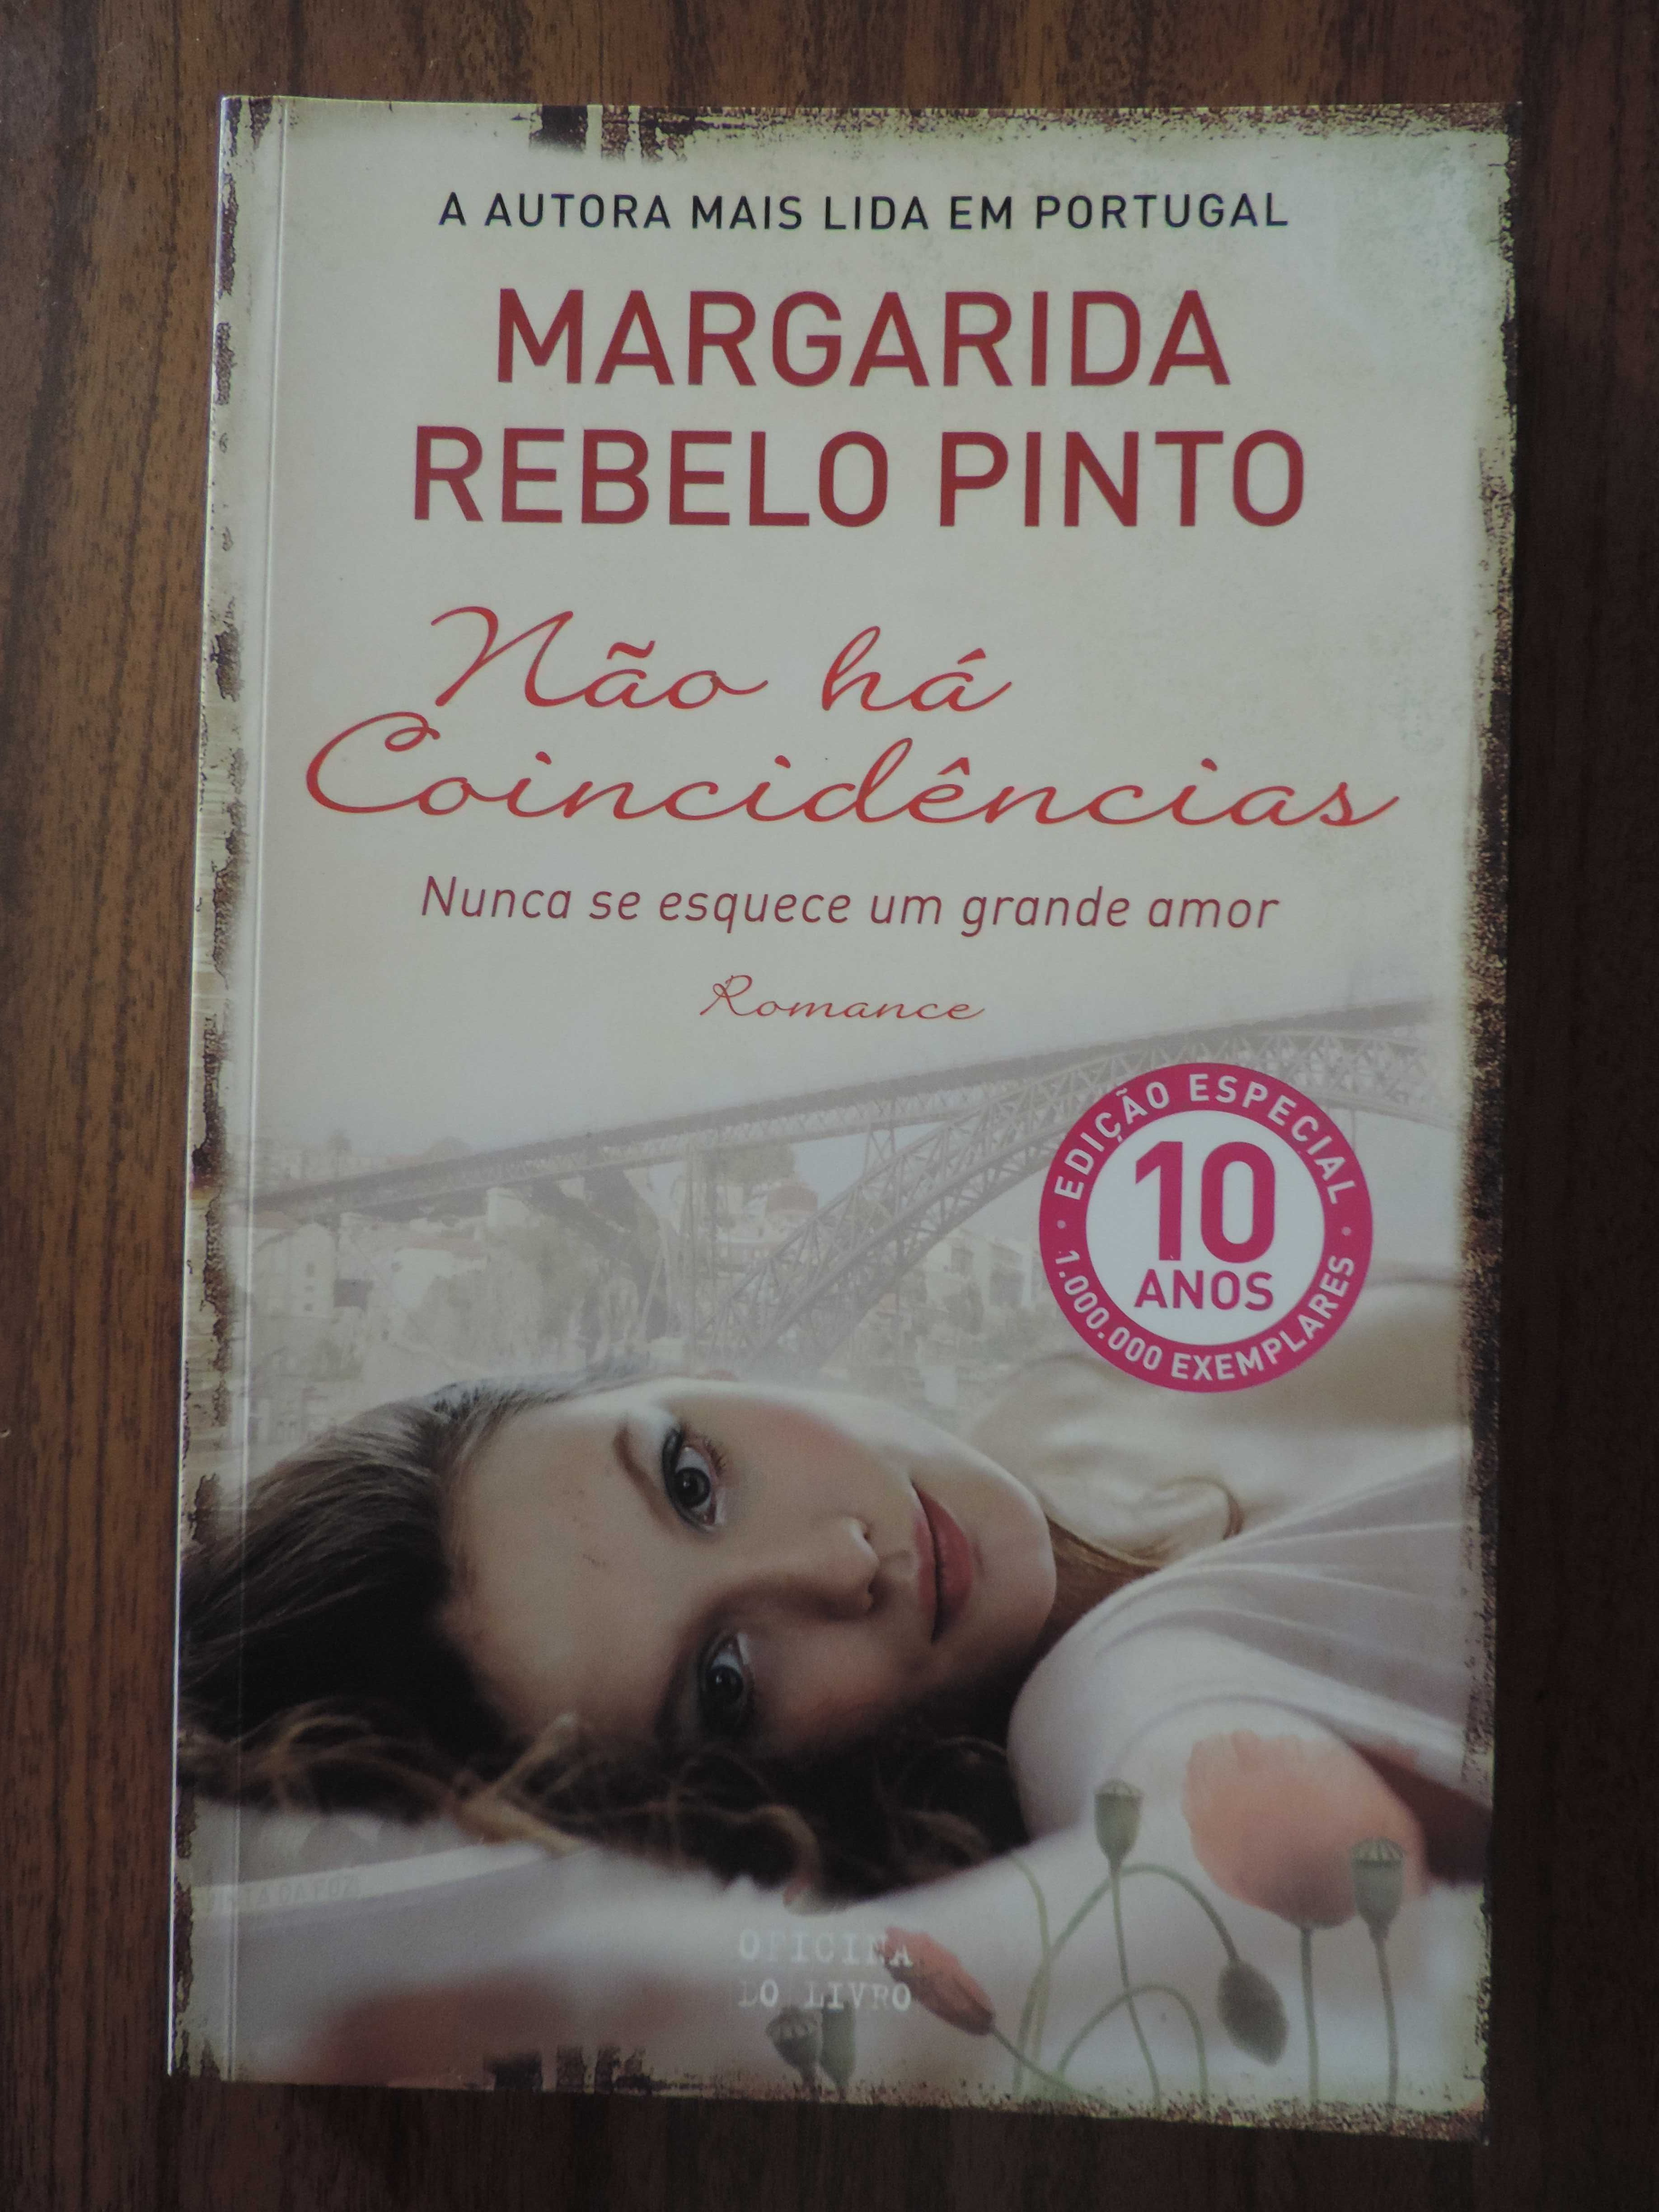 A AUTORA MAIS LIDA EM PORTUGAL
MARGARIDA
REBELO PINTO
Não há
Coincidências
Nunca se esquece um grande amor
Romance
EDIÇÃO ESPECIAL
10
ANOS
1.000.000 EXEMPLARES
OFICINA
DO LIVRO